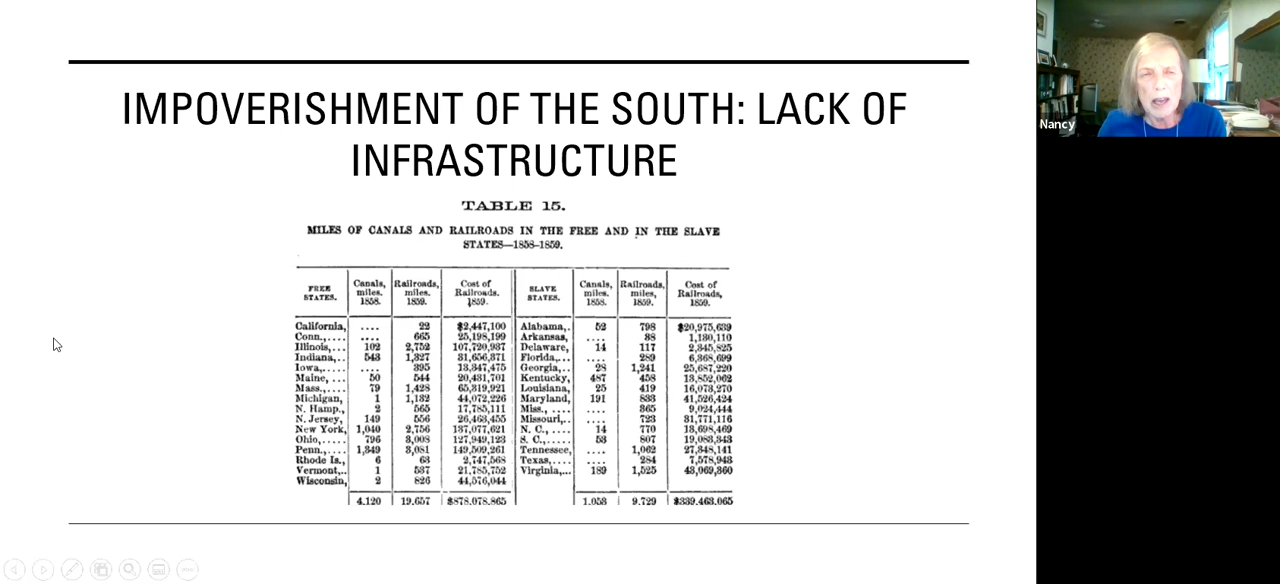 IMPOVERISHMENT OF THE SOUTH: LACK OF
INFRASTRUCTURE
TABLE 15.
MILES OF CANALS AND RAILROADS IN THE FREE AND IN THE SLAVE
STATES—1858-1859.
FREE STATES. Canals, miles. 1858. Railroads, miles. 1859. Cost of Railroads. 1859. SLAVE STATES. Canals, miles. 1858. Railroads, miles, 1859. Cost of Railroads, 1859.
California, .... 22 $2,447,100 Alabama,.. 52 798 $20,975,639
Conn.,.... .... 665 25,198,199 Arkansas, .... 38 1,130,110
Illinois,... 102 2,752 107,720,937 Delaware, 14 117 2,345,825
Indiana,.. 543 1,327 31,656,371 Florida,... .... 289 6,368,699
Iowa,..... .... 395 13,347,475 Georgia,.. 28 1,241 25,687,220
Maine, ... 50 544 20,431,701 Kentucky, 487 458 13,852,062
Mass.,.... 79 1,428 65,319,921 Louisiana, 25 419 16,073,270
Michigan, 1 1,132 44,072,226 Maryland, 191 833 41,526,424
N. Hamp., 2 565 17,785,111 Miss., .... .... 365 9,024,444
N. Jersey, 149 556 26,463,455 Missouri,.. .... 723 31,771,116
New York, 1,040 2,756 137,077,621 N. C., .... 14 770 13,698,469
Ohio,..... 796 3,008 127,949,123 S. C.,..... 53 807 19,083,343
Penn.,.... 1,349 3,081 149,509,261 Tennessee, .... 1,062 27,348,141
Rhode Is., 6 63 2,747,568 Texas,.... .... 284 7,578,943
Vermont,.. 1 537 21,785,752 Virginia,... 189 1,525 43,069,360
Wisconsin, 2 826 44,576,044
4.120 19.657 $878.078.865 1.058 9.729 $339.463.065
Nancy